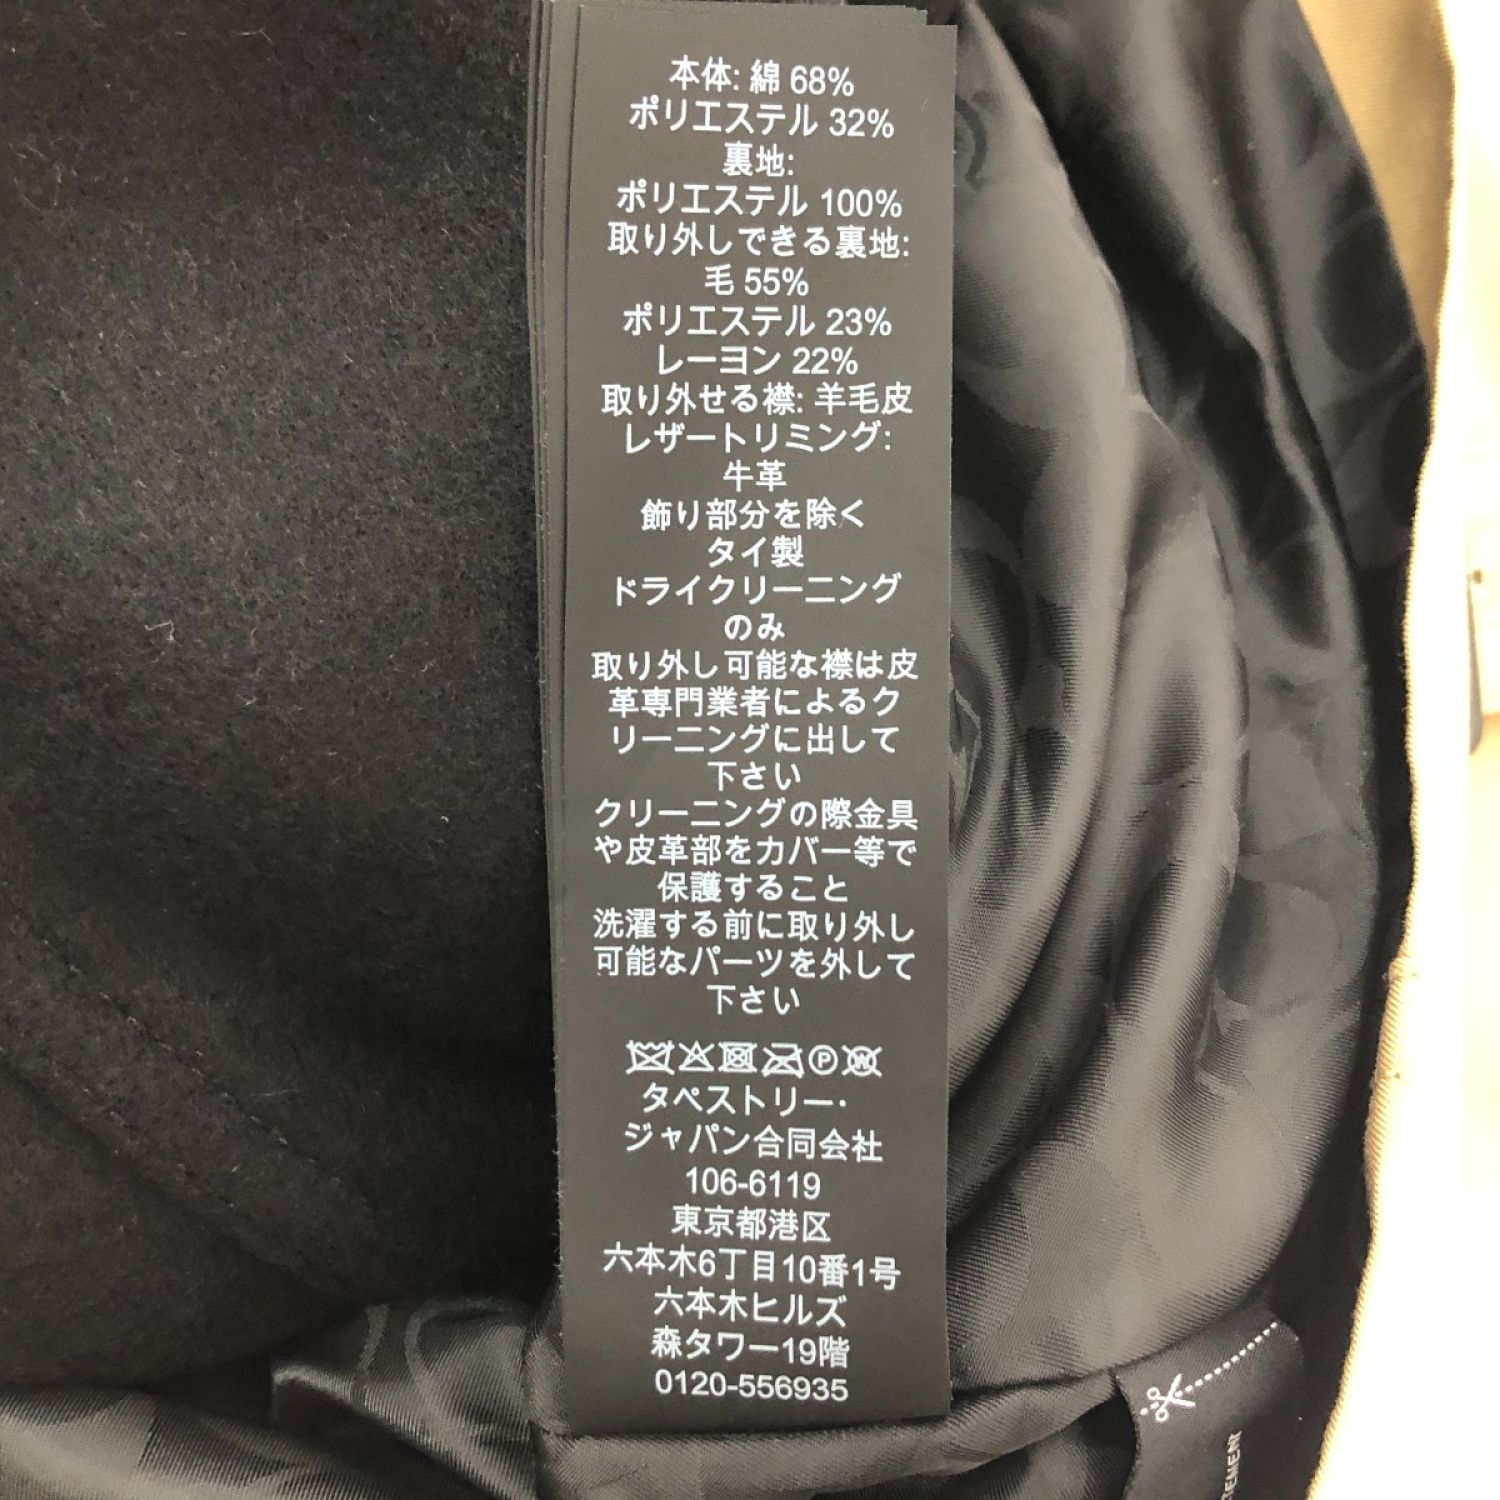 本体: 綿 68%
ポリエステル 32%
裏地:
ポリエステル 100%
取り外しできる裏地:
毛 55%
ポリエステル 23%
レーヨン 22%
取り外せる襟: 羊毛皮
レザートリミング:
牛革
飾り部分を除く
タイ製
ドライクリーニング
のみ
取り外し可能な襟は皮
革専門業者によるク
リーニングに出して
下さい
クリーニングの際金具
や皮革部をカバー等で
保護すること
洗濯する前に取り外し
可能なパーツを外して
下さい
P W
タペストリー・
ジャパン合同会社
106-6119
東京都港区
六本木6丁目10番1号
六本木ヒルズ
森タワー19階
0120-556935